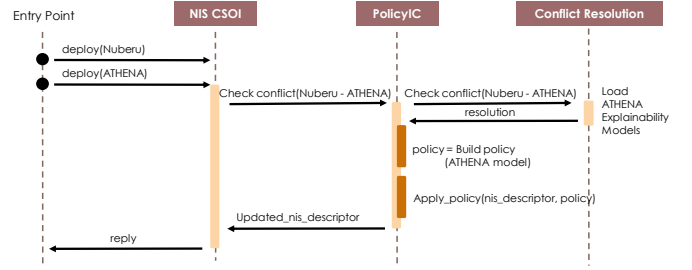 Entry Point
NIS CSOI
PolicyIC
Conflict Resolution
deploy(Nuberu)
deploy(ATHENA)
Check conflict(Nuberu - ATHENA)
Check conflict(Nuberu - ATHENA)
Load
ATHENA
Explainability
Models
resolution
policy = Build policy
(ATHENA model)
Apply_policy(nis_descriptor, policy)
Updated_nis_descriptor
reply